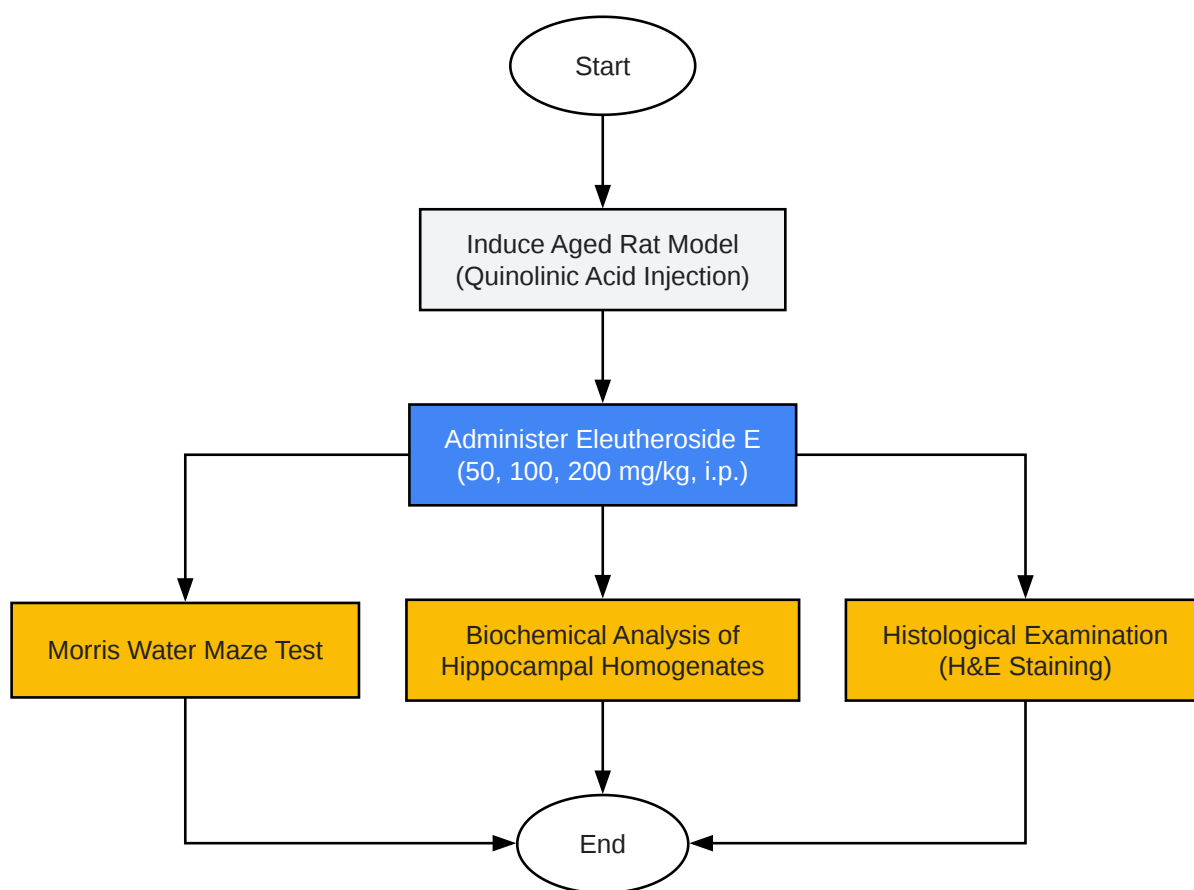 Start
Induce Aged Rat Model
(Quinolinic Acid Injection)
Administer Eleutheroside E
(50, 100, 200 mg/kg, i.p.)
Morris Water Maze Test
Biochemical Analysis of
Hippocampal Homogenates
Histological Examination
(H&E Staining)
End